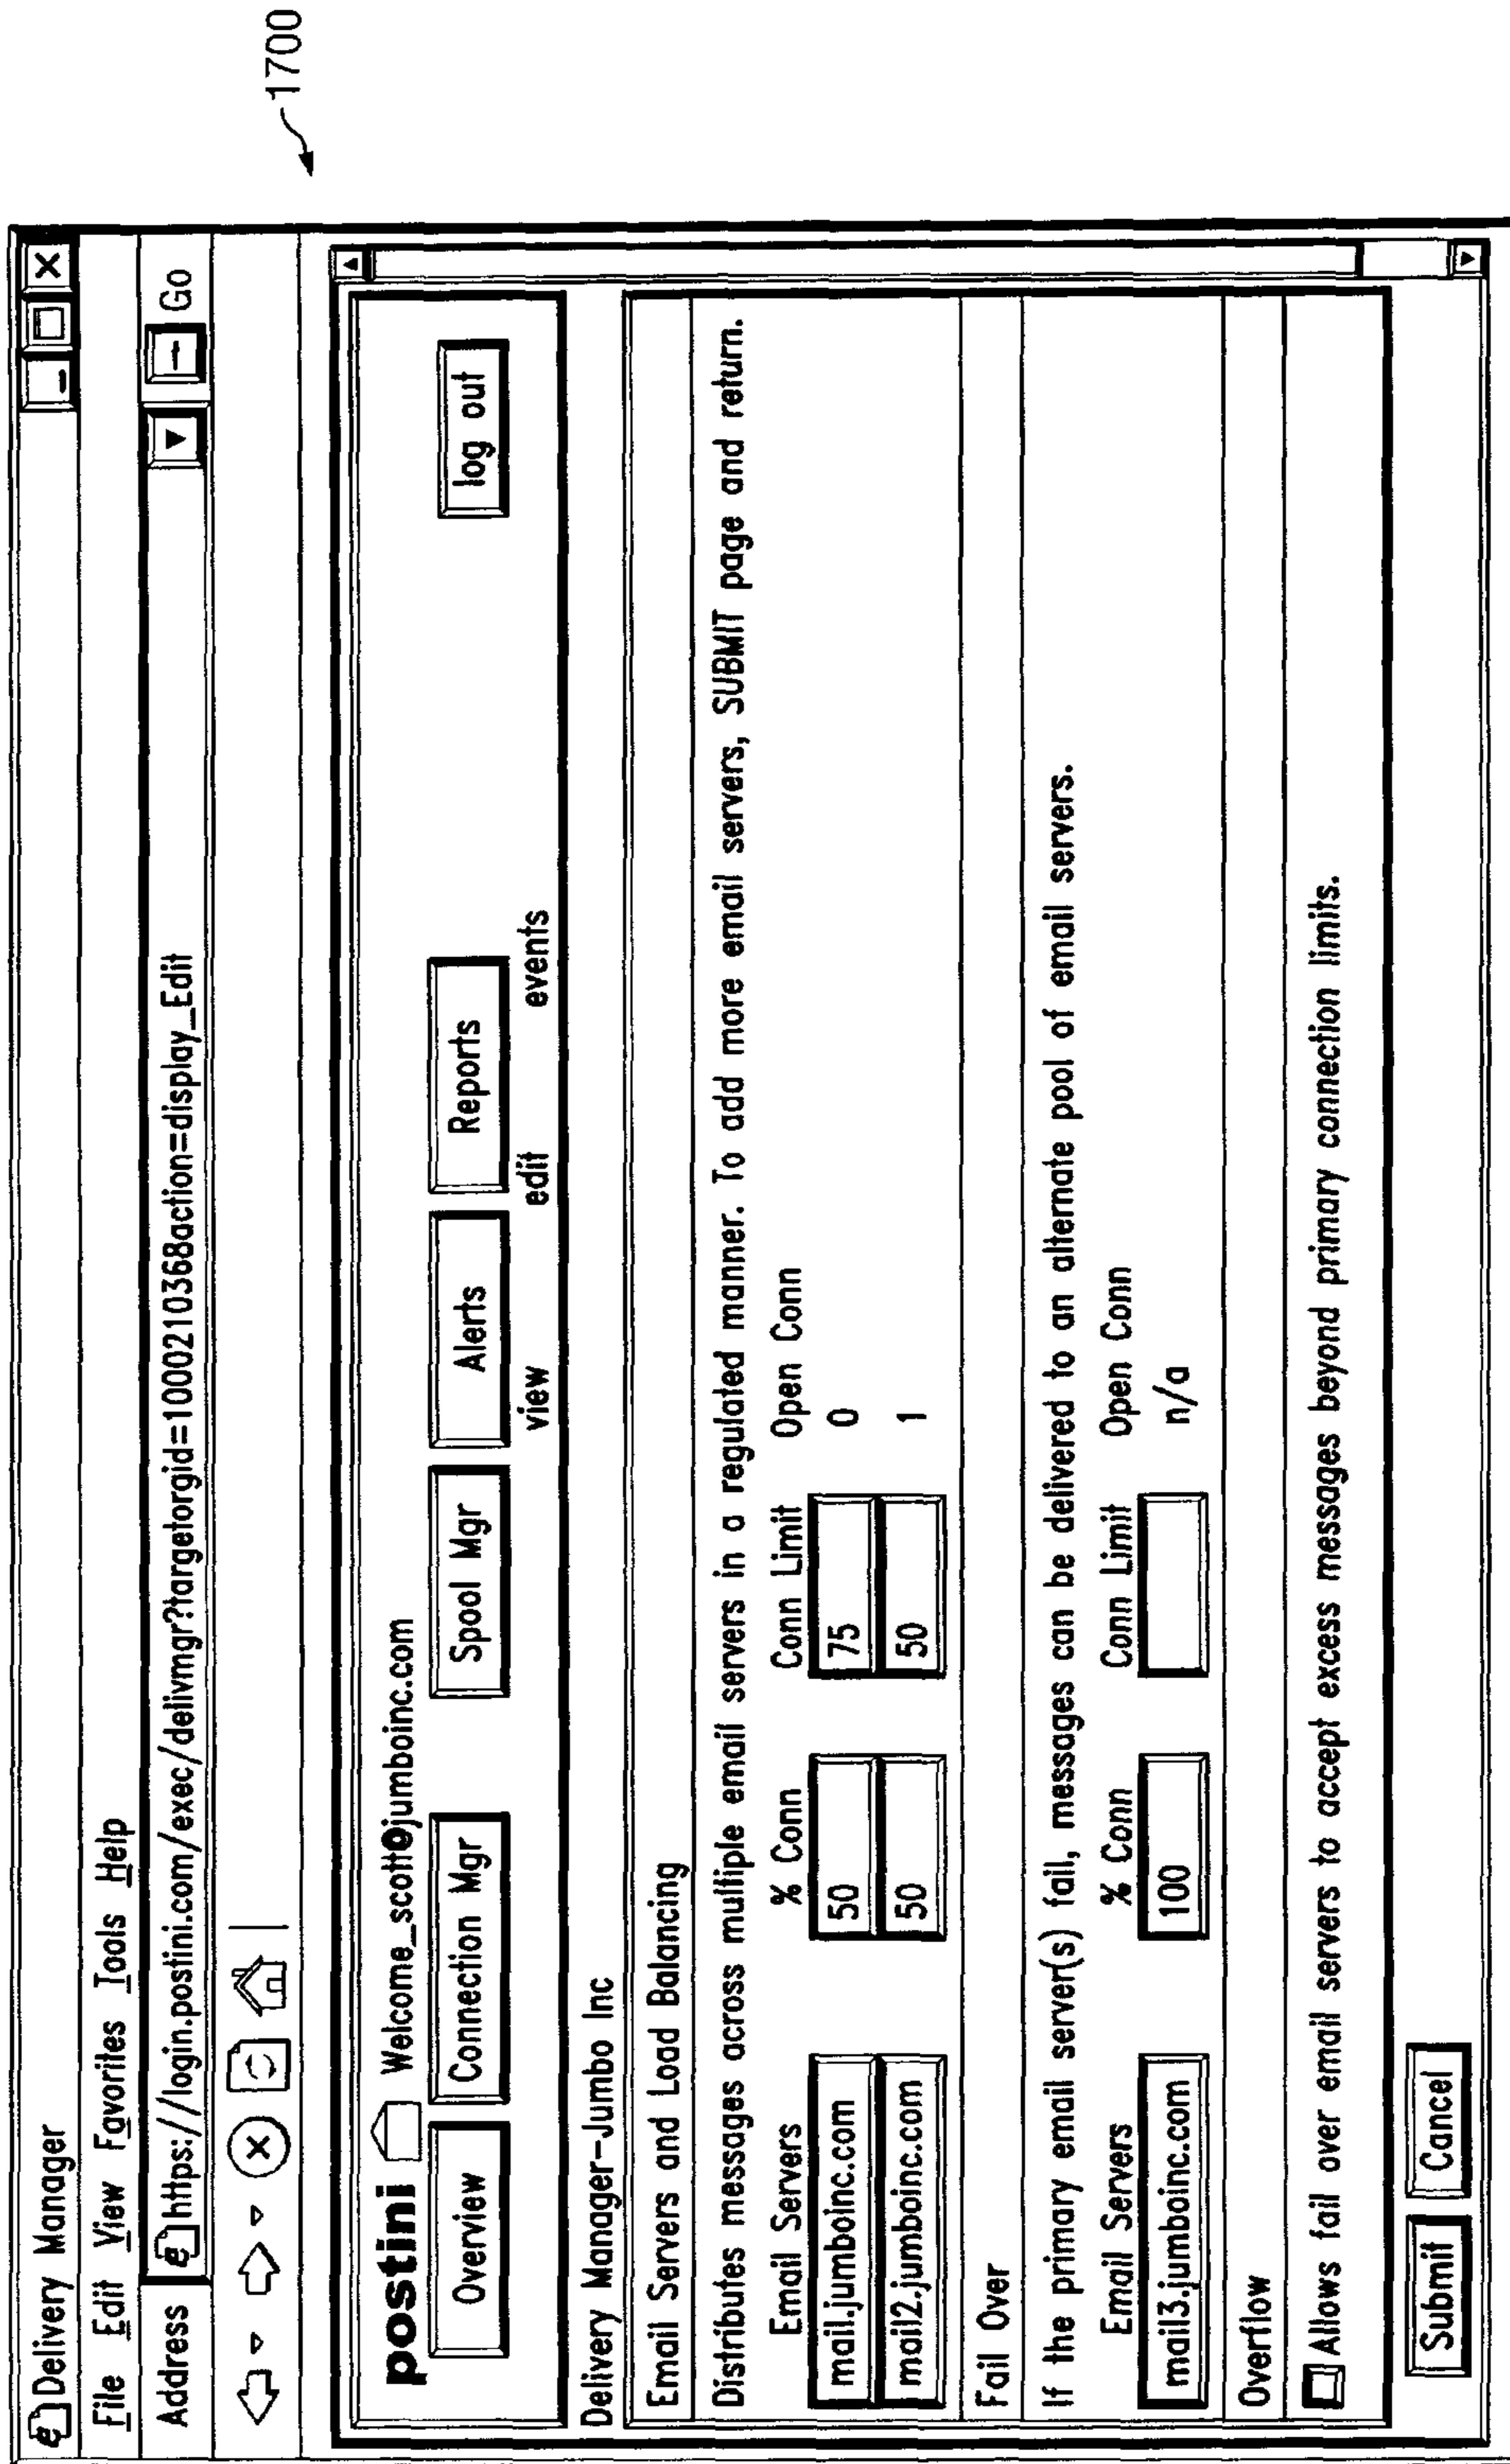 1700
Delivery Manager
File Edit View Favorites Tools Help
Address https://login.postini.com/exec/delivmgr?targetorgid=1000210368action=display_Edit Go
postini Welcome_scott@jumboinc.com
Overview Connection Mgr Spool Mgr Alerts Reports log out
view edit events
Delivery Manager-Jumbo Inc
Email Servers and Load Balancing
Distributes messages across multiple email servers in a regulated manner. To add more email servers, SUBMIT page and return.
Email Servers % Conn Conn Limit Open Conn
mail.jumboinc.com 50 75 0
mail2.jumboinc.com 50 50 1
Fail Over
If the primary email server(s) fail, messages can be delivered to an alternate pool of email servers.
Email Servers % Conn Conn Limit Open Conn
mail3.jumboinc.com 100 n/a
Overflow
Allows fail over email servers to accept excess messages beyond primary connection limits.
Submit Cancel